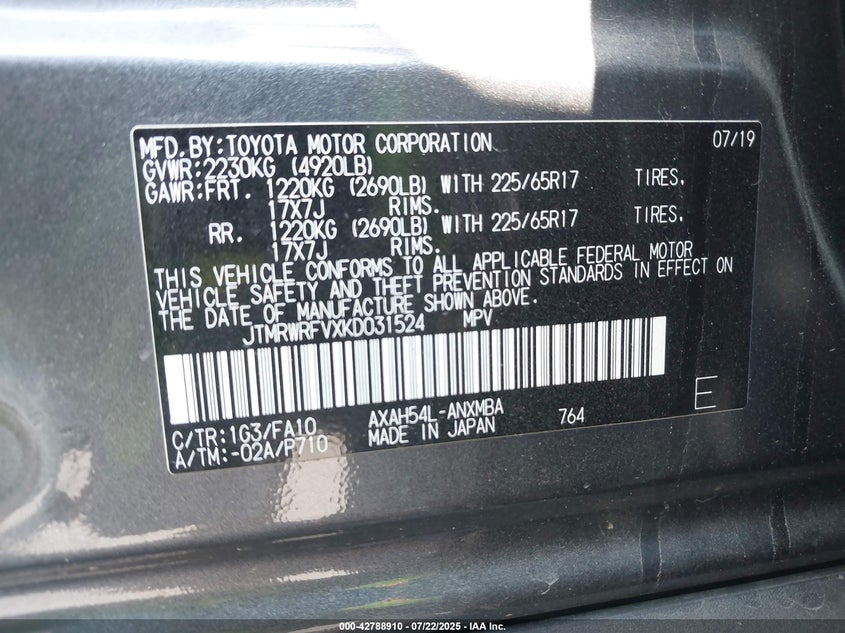 MFD.BY:TOYOTA MOTOR CORPORATION 07/19
GVWR:2230KG (4920LB)
GAWR:FRT. 1220KG (2690LB) WITH 225/65R17 TIRES.
17X7J RIMS.
RR. 1220KG (2690LB) WITH 225/65R17 TIRES.
17X7J RIMS.
THIS VEHICLE CONFORMS TO ALL APPLICABLE FEDERAL MOTOR
VEHICLE SAFETY AND THEFT PREVENTION STANDARDS IN EFFECT ON
THE DATE OF MANUFACTURE SHOWN ABOVE.
JTMRWRFVXKD031524 MPV
C/TR:1G3/FA10 AXAH54L-ANXMBA 764 E
A/TM:-02A/P710 MADE IN JAPAN
000-42788910 - 07/22/2025 - IAA Inc.